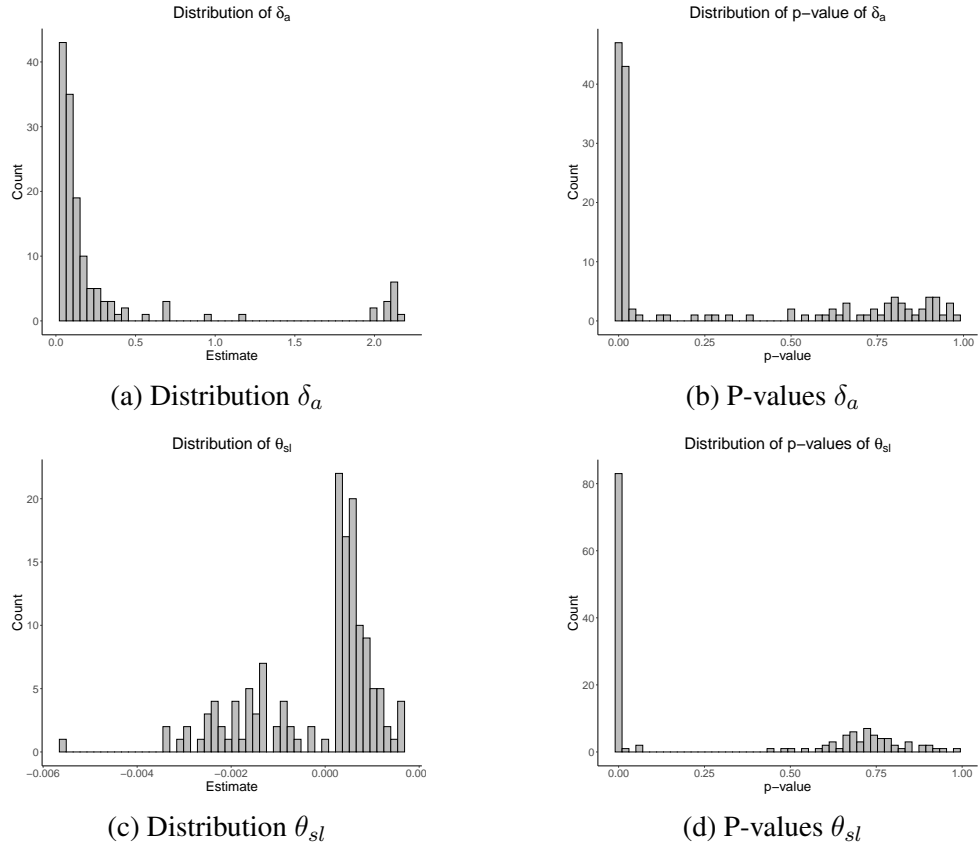 Distribution of δa
Count
40
30
20
10
0
0.0 0.5 1.0 1.5 2.0
Estimate
(a) Distribution δa
Distribution of p−value of δa
Count
40
30
20
10
0
0.00 0.25 0.50 0.75 1.00
p−value
(b) P-values δa
Distribution of θsl
Count
20
15
10
5
0
−0.006 −0.004 −0.002 0.000 0.00
Estimate
(c) Distribution θsl
Distribution of p−values of θsl
Count
80
60
40
20
0
0.00 0.25 0.50 0.75 1.00
p−value
(d) P-values θsl